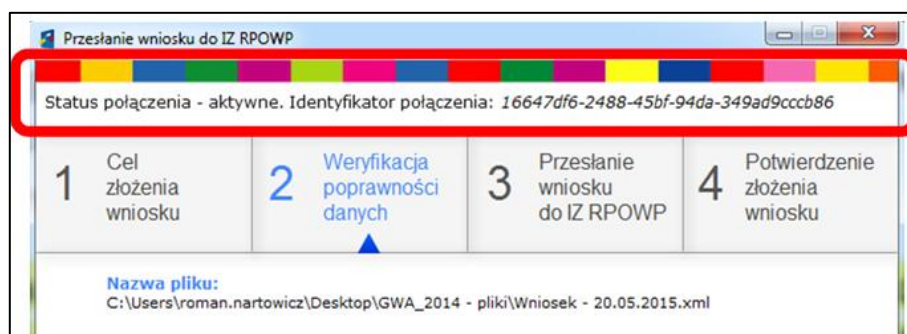 Przesłanie wniosku do IZ RPOWP
Status połączenia - aktywne. Identyfikator połączenia: 16647df6-2488-45bf-94da-349ad9cccb86
1 Cel złożenia wniosku
2 Weryfikacja poprawności danych
3 Przesłanie wniosku do IZ RPOWP
4 Potwierdzenie złożenia wniosku
Nazwa pliku:
C:\Users\roman.nartowicz\Desktop\GWA_2014 - pliki\Wniosek - 20.05.2015.xml